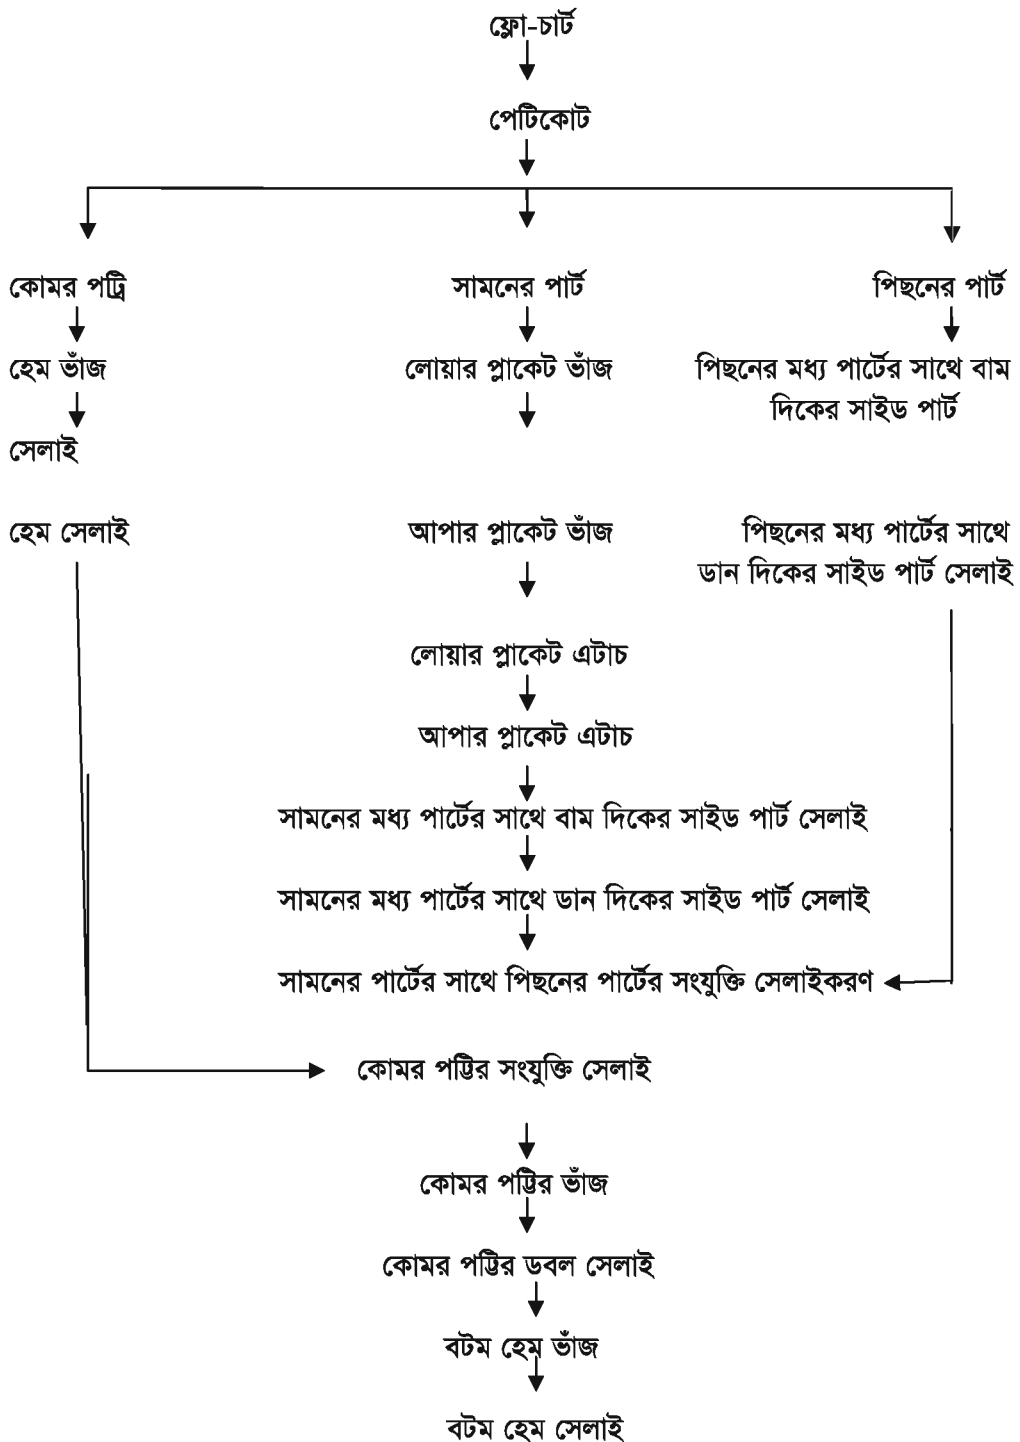 ফ্লো-চার্ট
পেটিকোট
কোমর পট্রি
সামনের পার্ট
পিছনের পার্ট
হেম ভাঁজ
লোয়ার প্লাকেট ভাঁজ
পিছনের মধ্য পার্টের সাথে বাম
দিকের সাইড পার্ট
সেলাই
হেম সেলাই
আপার প্লাকেট ভাঁজ
পিছনের মধ্য পার্টের সাথে
ডান দিকের সাইড পার্ট সেলাই
লোয়ার প্লাকেট এটাচ
আপার প্লাকেট এটাচ
সামনের মধ্য পার্টের সাথে বাম দিকের সাইড পার্ট সেলাই
সামনের মধ্য পার্টের সাথে ডান দিকের সাইড পার্ট সেলাই
সামনের পার্টের সাথে পিছনের পার্টের সংযুক্তি সেলাইকরণ
কোমর পট্টির সংযুক্তি সেলাই
কোমর পট্টির ভাঁজ
কোমর পট্টির ডবল সেলাই
বটম হেম ভাঁজ
বটম হেম সেলাই